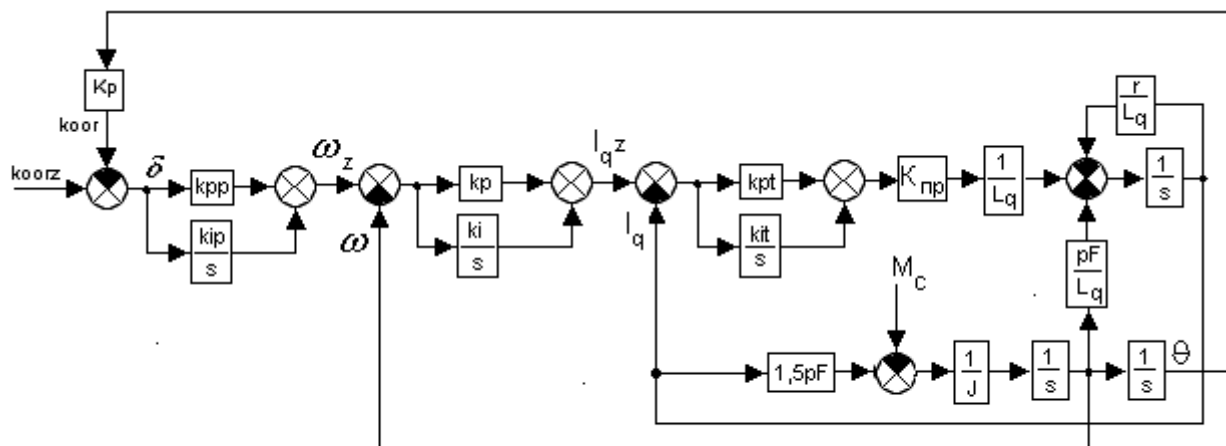 Kp
koor
koorz
δ
kpp
kip
s
ω z
ω
kp
ki
s
I q z
I q
kpt
kit
s
К пр
1
L q
r
L q
1
s
pF
L q
M c
1,5pF
1
J
1
s
1
s
θ